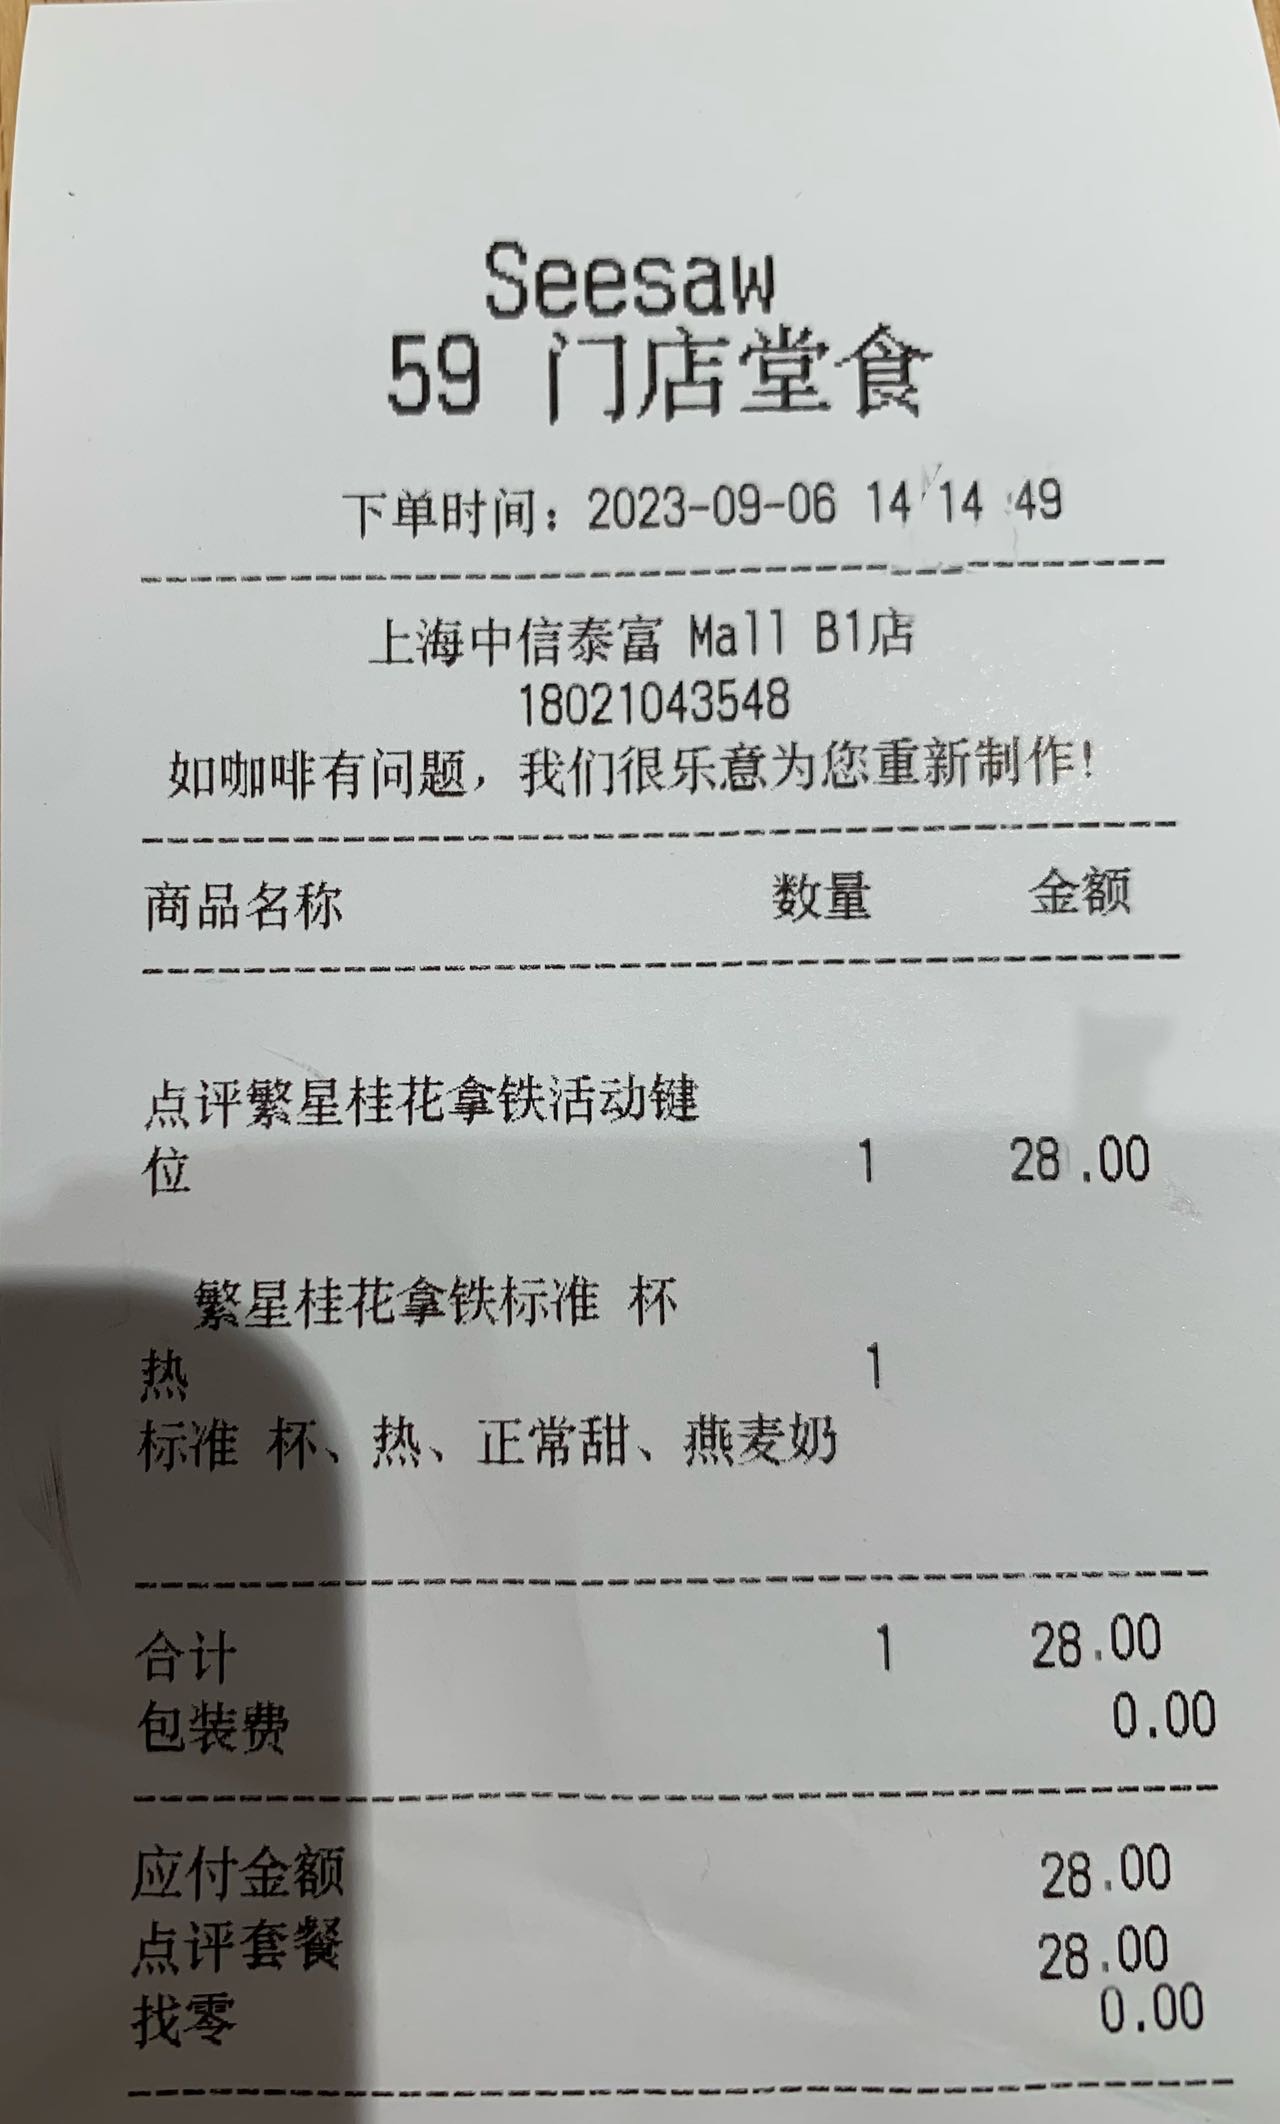 Seesaw
59 门店堂食
下单时间：2023-09-06 14 14 :49
上海中信泰富 Mall B1店
18021043548
如咖啡有问题，我们很乐意为您重新制作!
商品名称 数量 金额
点评繁星桂花拿铁活动键
位 1 28.00
繁星桂花拿铁标准 杯
热 1
标准 杯、热、正常甜、燕麦奶
合计 1 28.00
包装费 0.00
应付金额 28.00
点评套餐 28.00
找零 0.00